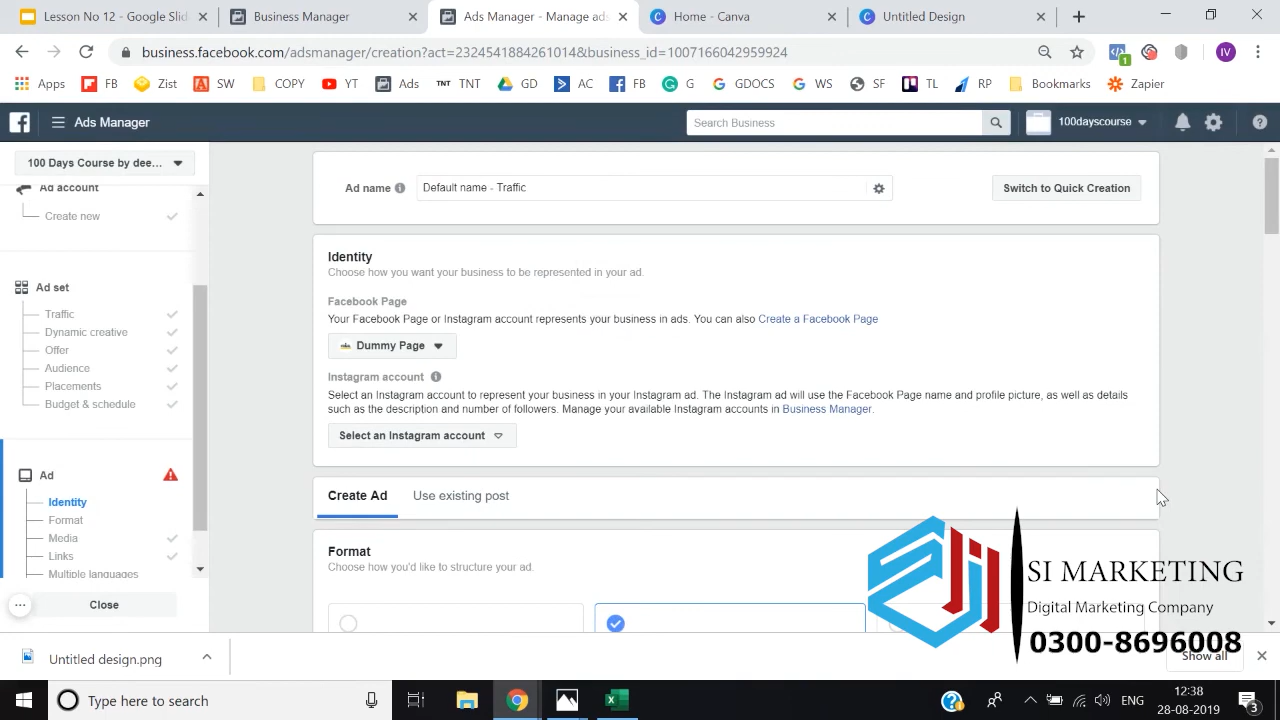 Lesson No 12 - Google Slid
Business Manager
Ads Manager - Manage ads
Home - Canva
Untitled Design
business.facebook.com/adsmanager/creation?act=2324541884261014&business_id=1007166042959924
1
IV
Apps
FB
Zist
SW
COPY
YT
Ads
TNT TNT
GD
AC
FB
G
GDOCS
WS
SF
TL
RP
Bookmarks
Zapier
Ads Manager
Search Business
100dayscourse
100 Days Course by dee...
Ad account
Create new
Ad name
Default name - Traffic
Switch to Quick Creation
Identity
Choose how you want your business to be represented in your ad.
Facebook Page
Your Facebook Page or Instagram account represents your business in ads. You can also Create a Facebook Page
Dummy Page
Instagram account
Select an Instagram account to represent your business in your Instagram ad. The Instagram ad will use the Facebook Page name and profile picture, as well as details
such as the description and number of followers. Manage your available Instagram accounts in Business Manager.
Select an Instagram account
Ad set
Traffic
Dynamic creative
Offer
Audience
Placements
Budget & schedule
Ad
Identity
Format
Media
Links
Multiple languages
Close
Create Ad
Use existing post
Format
Choose how you'd like to structure your ad.
SI MARKETING
Digital Marketing Company
0300-8696008
Untitled design.png
Show all
Type here to search
ENG
12:38
28-08-2019
3